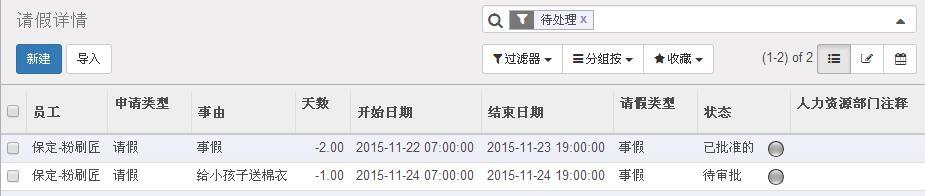 请假详情
待处理 x
新建 导入
过滤器 分组按 收藏 (1-2) of 2
员工 申请类型 事由 天数 开始日期 结束日期 请假类型 状态 人力资源部门注释
保定-粉刷匠 请假 事假 -2.00 2015-11-22 07:00:00 2015-11-23 19:00:00 事假 已批准的
保定-粉刷匠 请假 给小孩子送棉衣 -1.00 2015-11-24 07:00:00 2015-11-24 19:00:00 事假 待审批